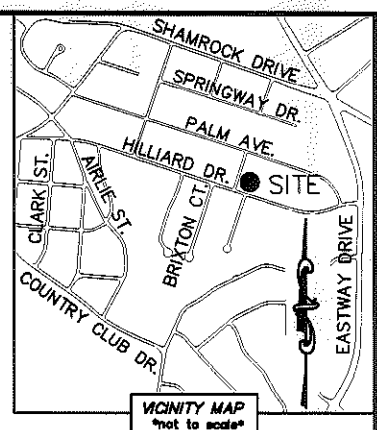 SHAMROCK DRIVE
SPRINGWAY DR.
PALM AVE.
HILLIARD DR.
SITE
CLARK ST.
AIRLIE ST.
BRIXTON CT.
EASTWAY DRIVE
COUNTRY CLUB DR.
VICINITY MAP
*not to scale*